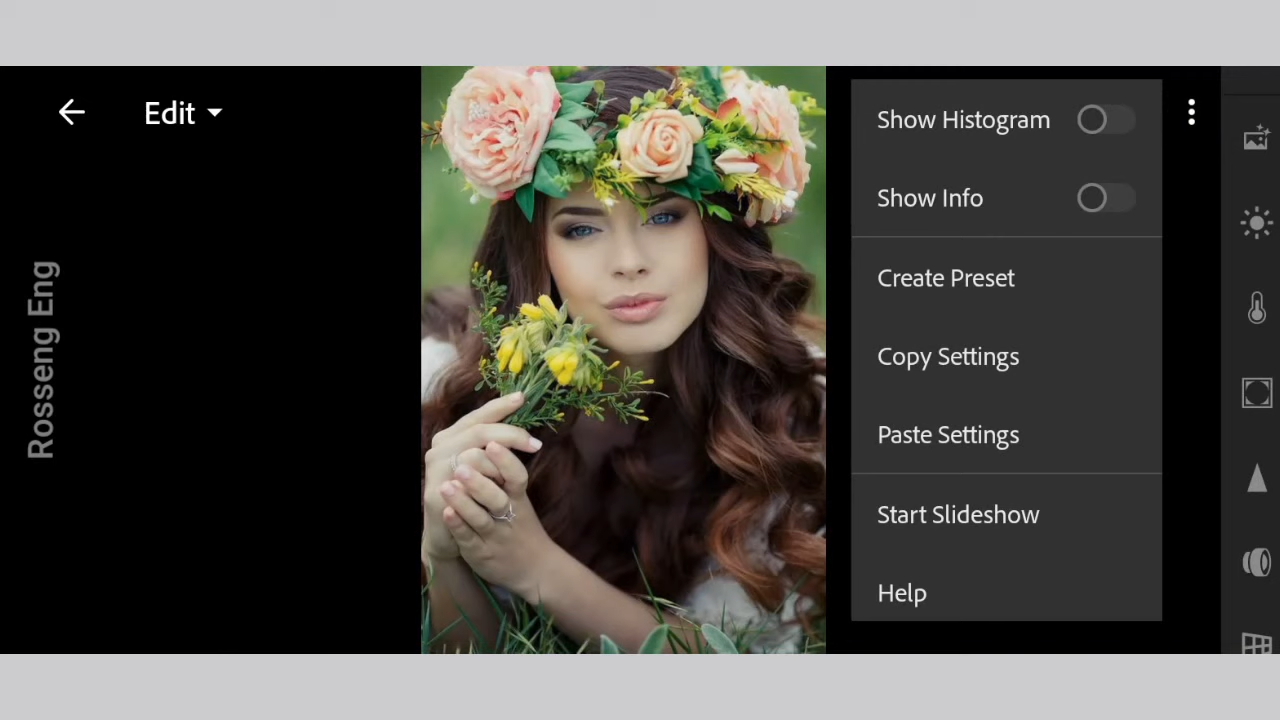 Edit
Rosseng Eng
Show Histogram
Show Info
Create Preset
Copy Settings
Paste Settings
Start Slideshow
Help